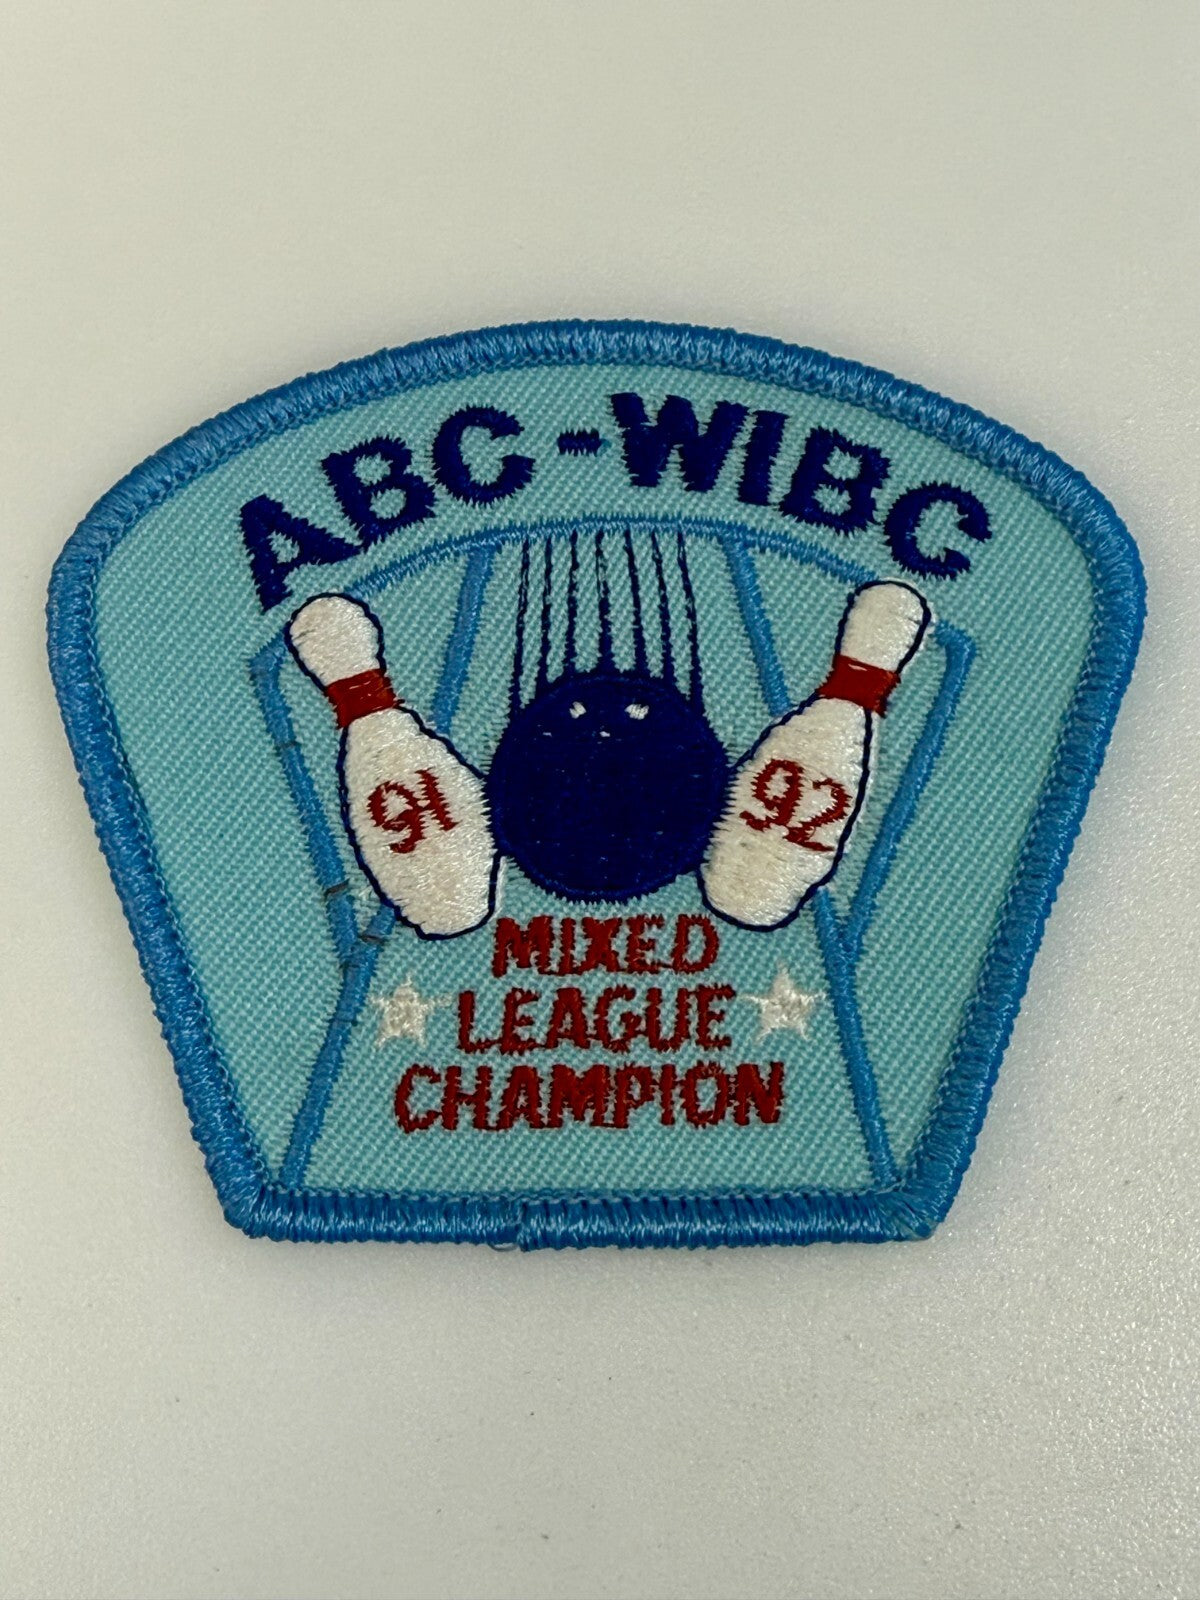 ABC-WIBC
91 92
MIXED
LEAGUE
CHAMPION